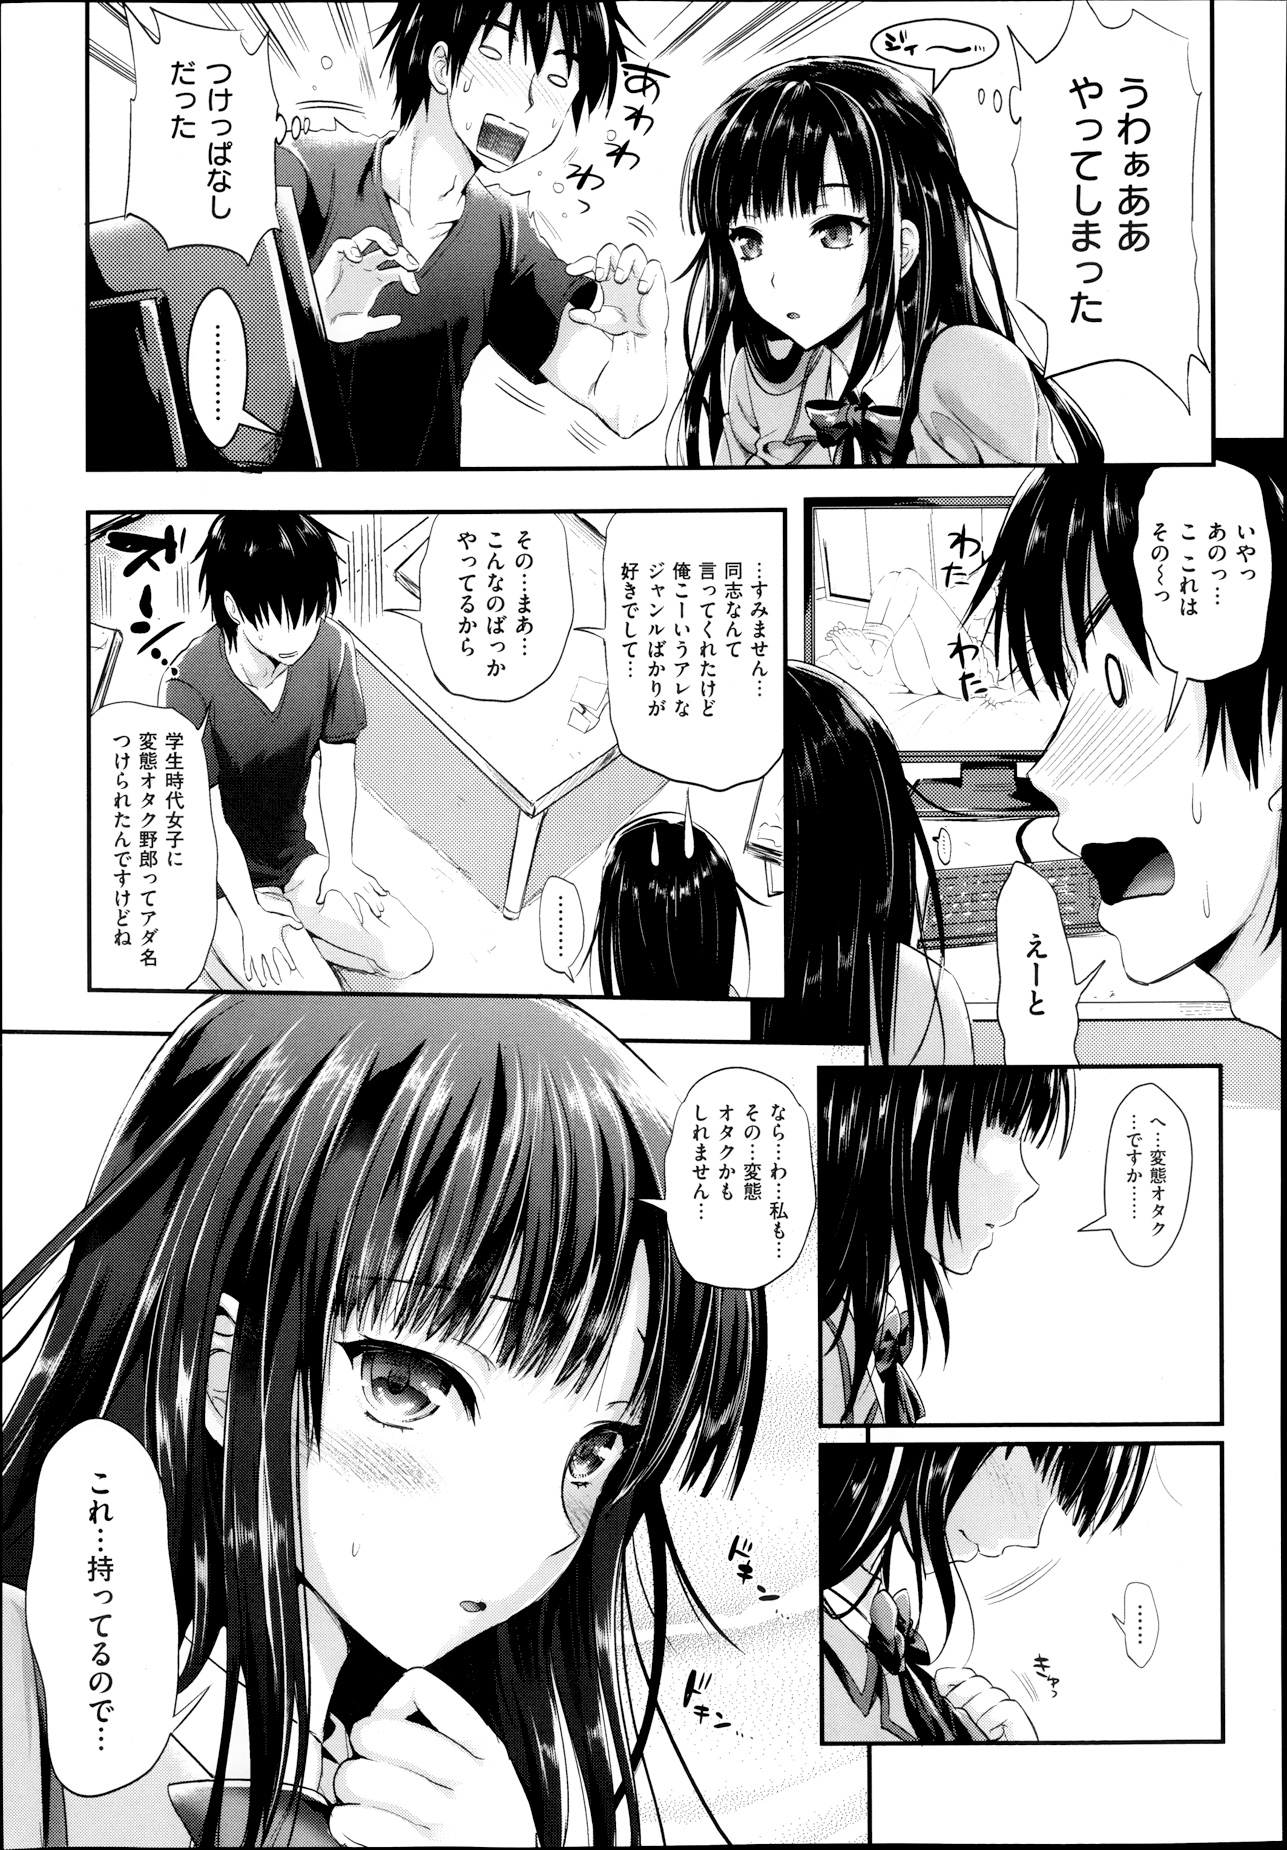 うわぁああ
やってしまった
ジィ〜
あわわわわっ
つけっぱなし
だった
…………
いやっ
あのっ…
こ これは
その〜っ
わたわた
わたわた
えーと
…すみません…
同志なんて
言ってくれたけど
俺こーいうアレな
ジャンルばかりが
好きでして…
その…まあ…
こんなのばっか
やってるから
ズーン…
学生時代女子に
変態オタク野郎ってアダ名
つけられたんですけどね
………
へ…変態オタク
…ですか……
……
きゅっ
なら…わ…私も…
その…変態
オタクかも
しれません…
ドキン…
ドキン…
これ…持ってるので…